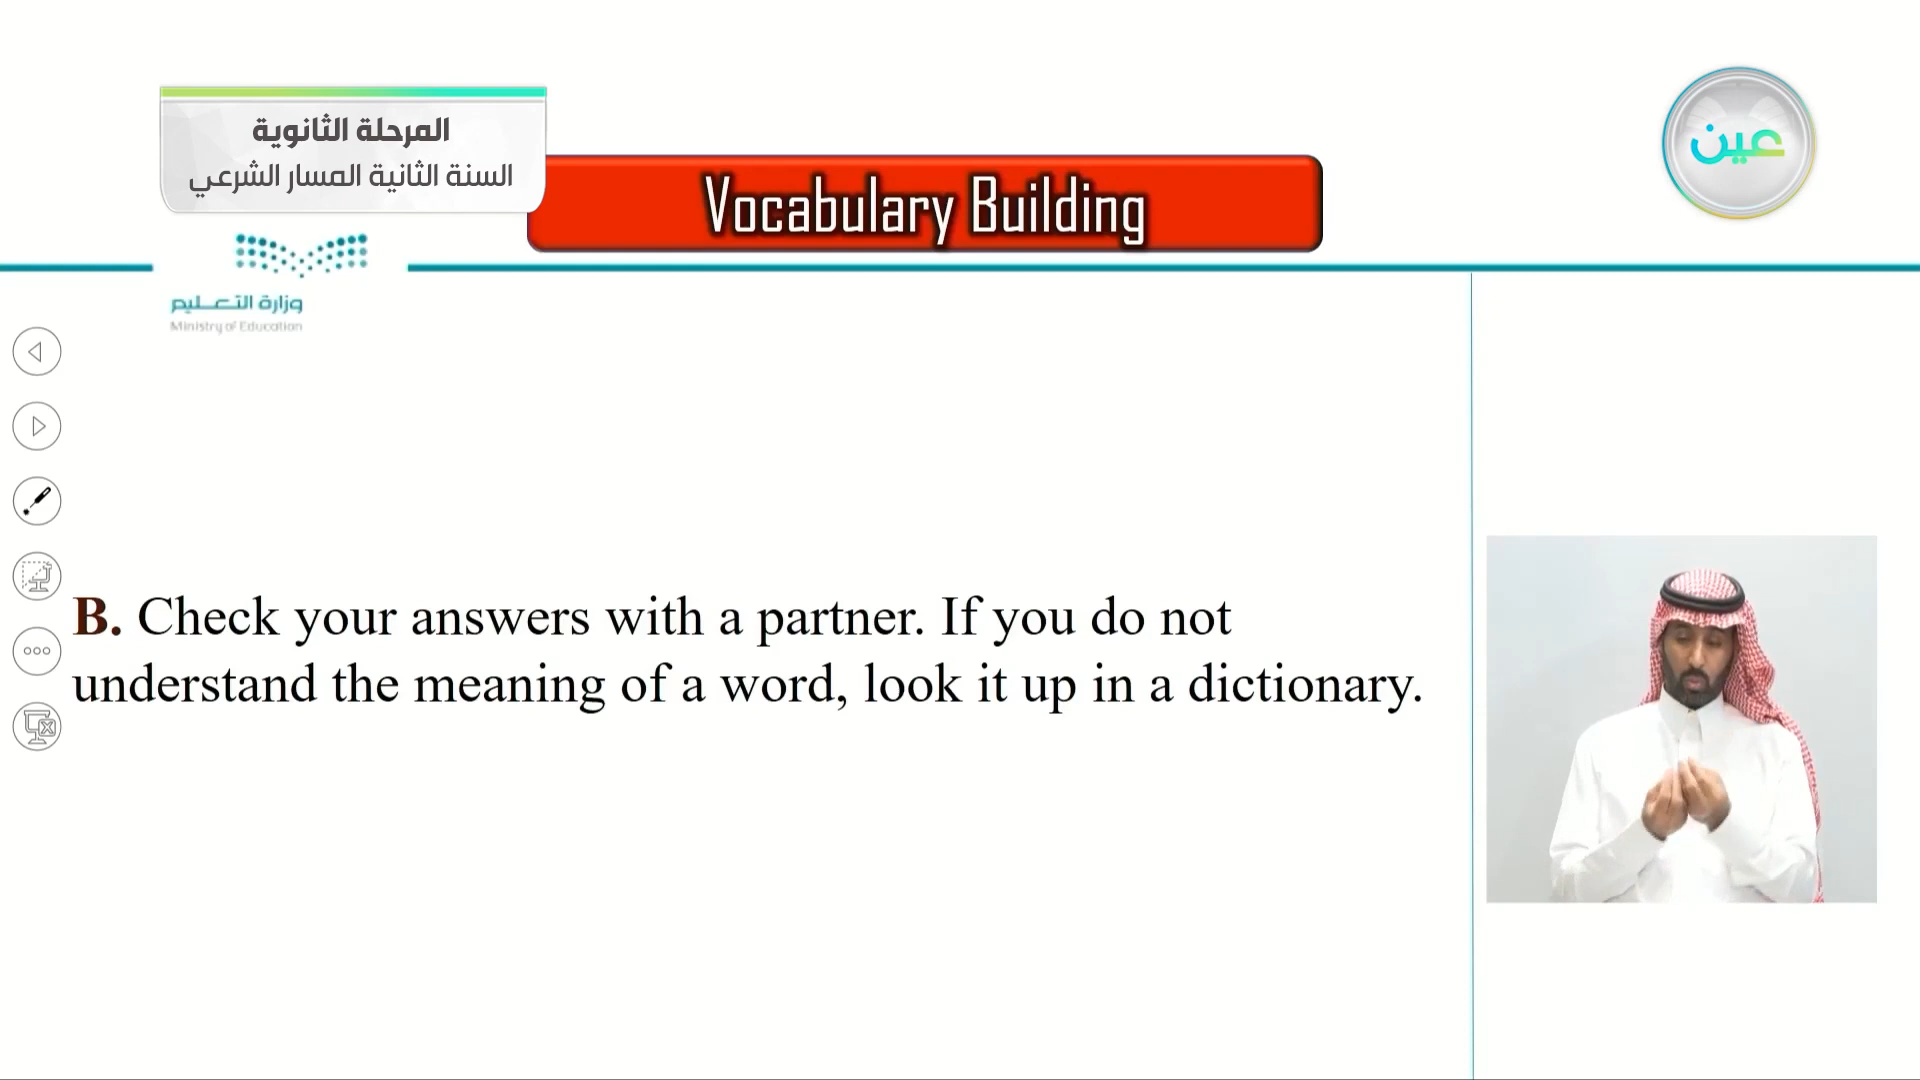 المرحلة الثانوية
السنة الثانية المسار الشرعي
عين
Vocabulary Building
وزارة التعليم
Ministry of Education
B. Check your answers with a partner. If you do not
understand the meaning of a word, look it up in a dictionary.